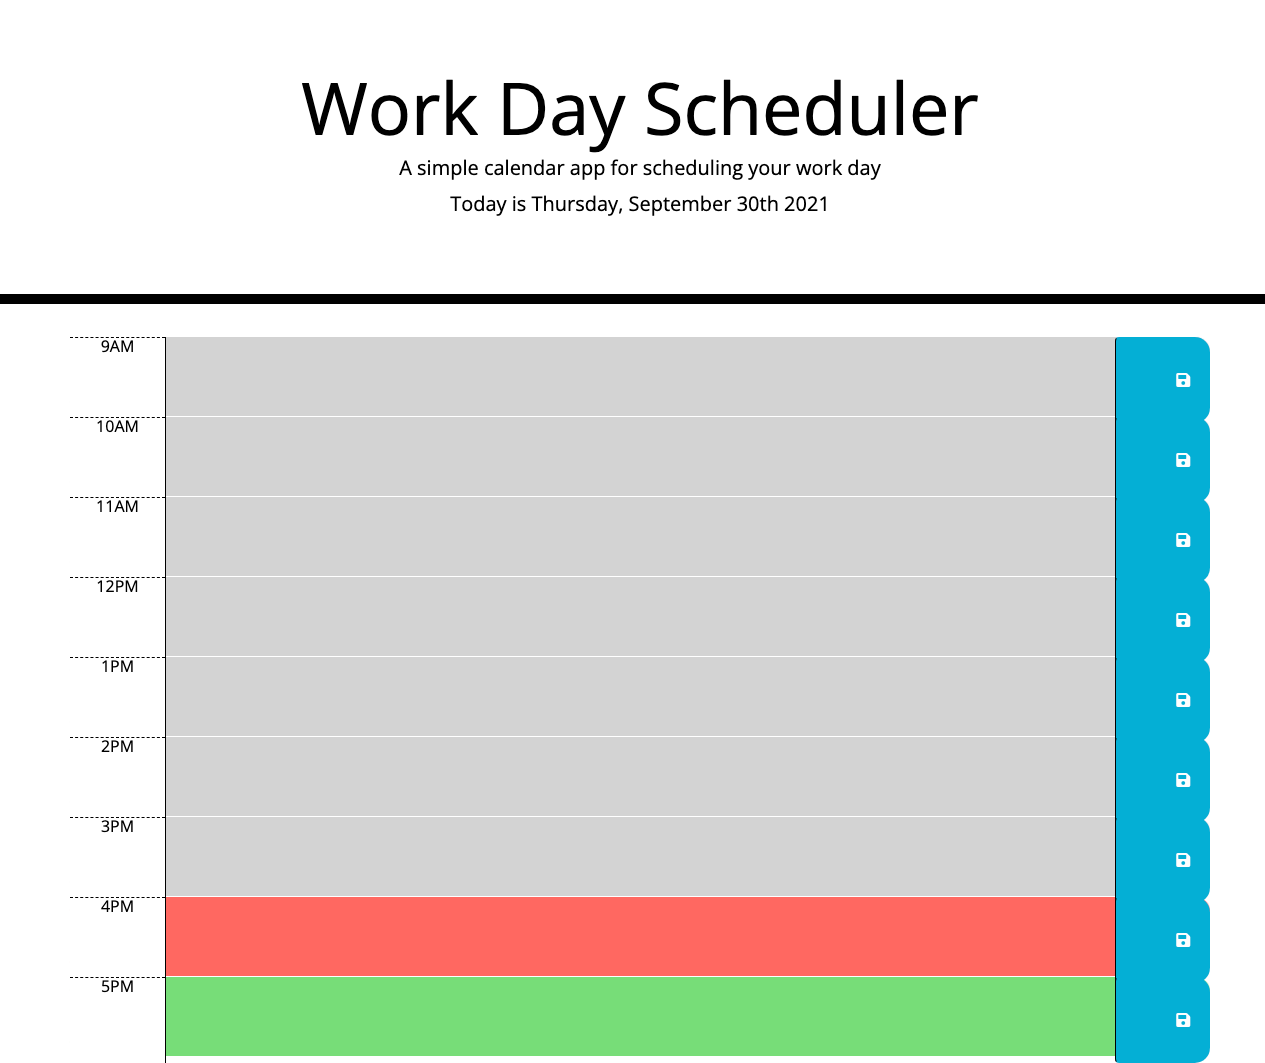 Work Day Scheduler
A simple calendar app for scheduling your work day
Today is Thursday, September 30th 2021
9AM
10AM
11AM
12PM
1PM
2PM
3PM
4PM
5PM